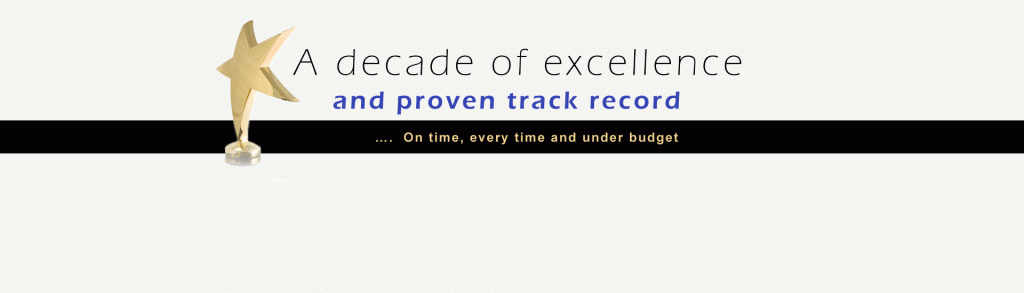 A decade of excellence
and proven track record
.... On time, every time and under budget